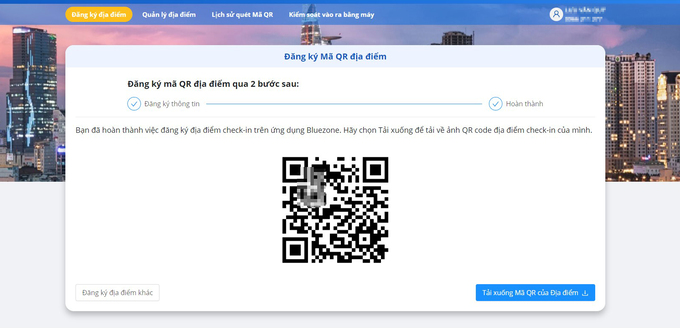 Đăng ký địa điểm
Quản lý địa điểm
Lịch sử quét Mã QR
Kiểm soát vào ra bằng máy
Đăng ký Mã QR địa điểm
Đăng ký mã QR địa điểm qua 2 bước sau:
Đăng ký thông tin
Hoàn thành
Bạn đã hoàn thành việc đăng ký địa điểm check-in trên ứng dụng Bluezone. Hãy chọn Tải xuống để tải về ảnh QR code địa điểm check-in của mình.
Đăng ký địa điểm khác
Tải xuống Mã QR của Địa điểm